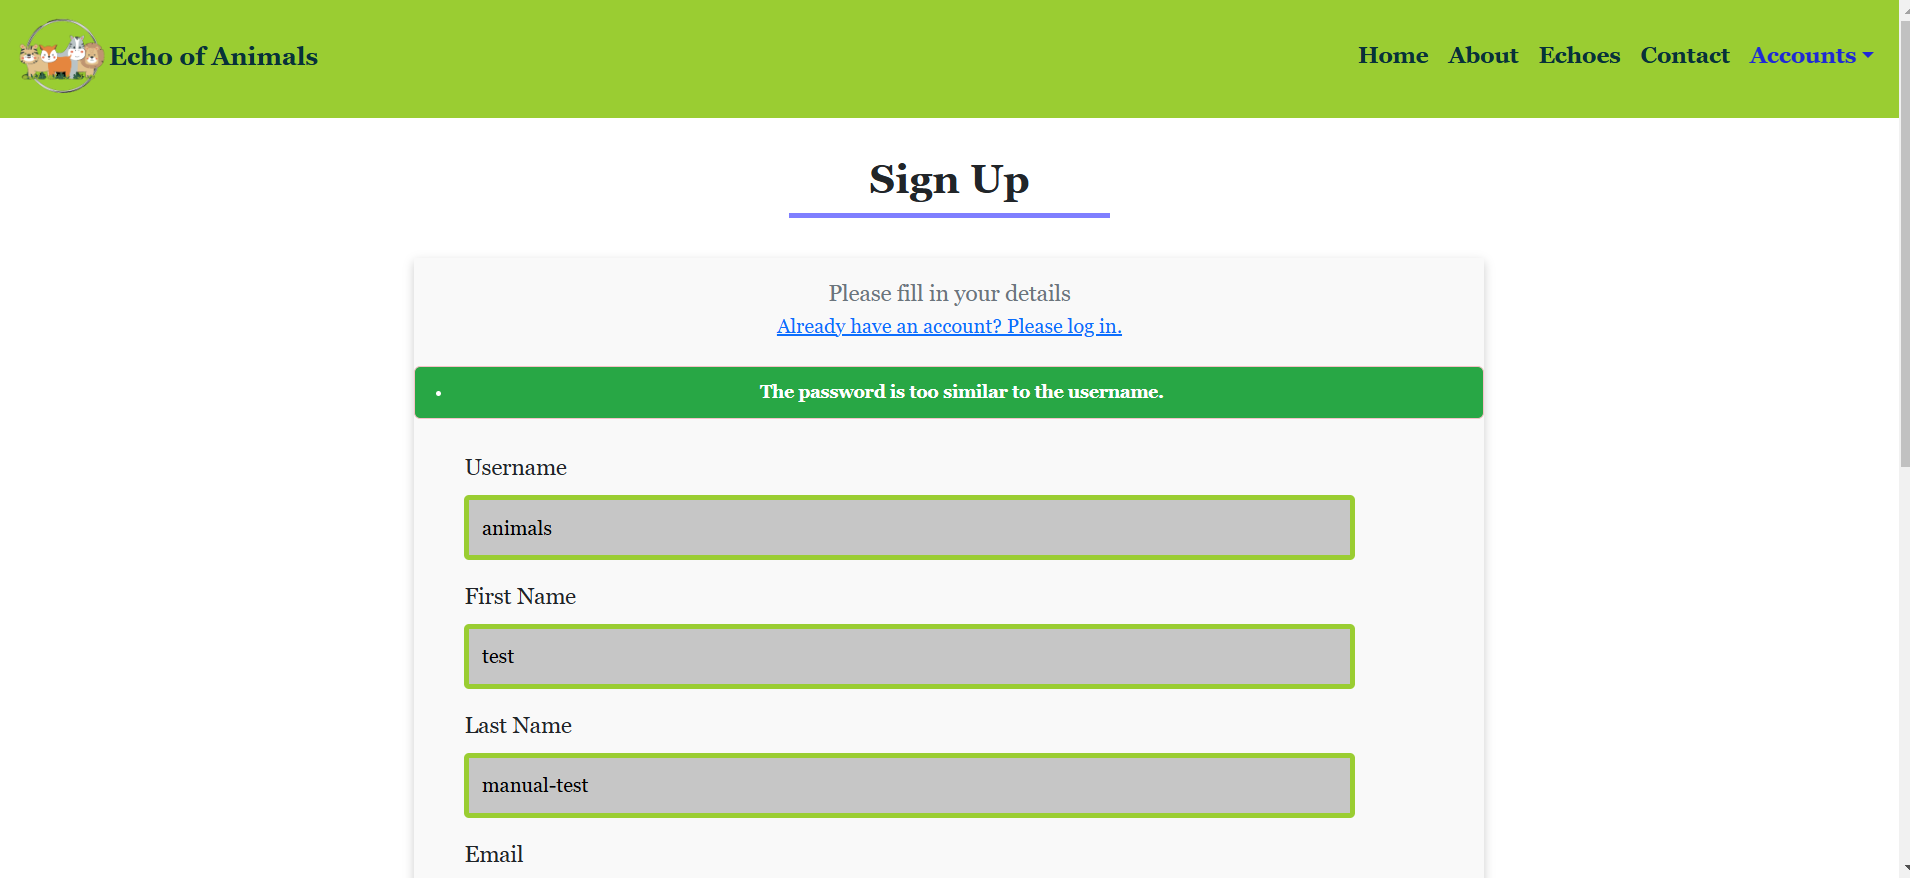 Echo of Animals
Home About Echoes Contact Accounts
Sign Up
Please fill in your details
Already have an account? Please log in.
• The password is too similar to the username.
Username
animals
First Name
test
Last Name
manual-test
Email